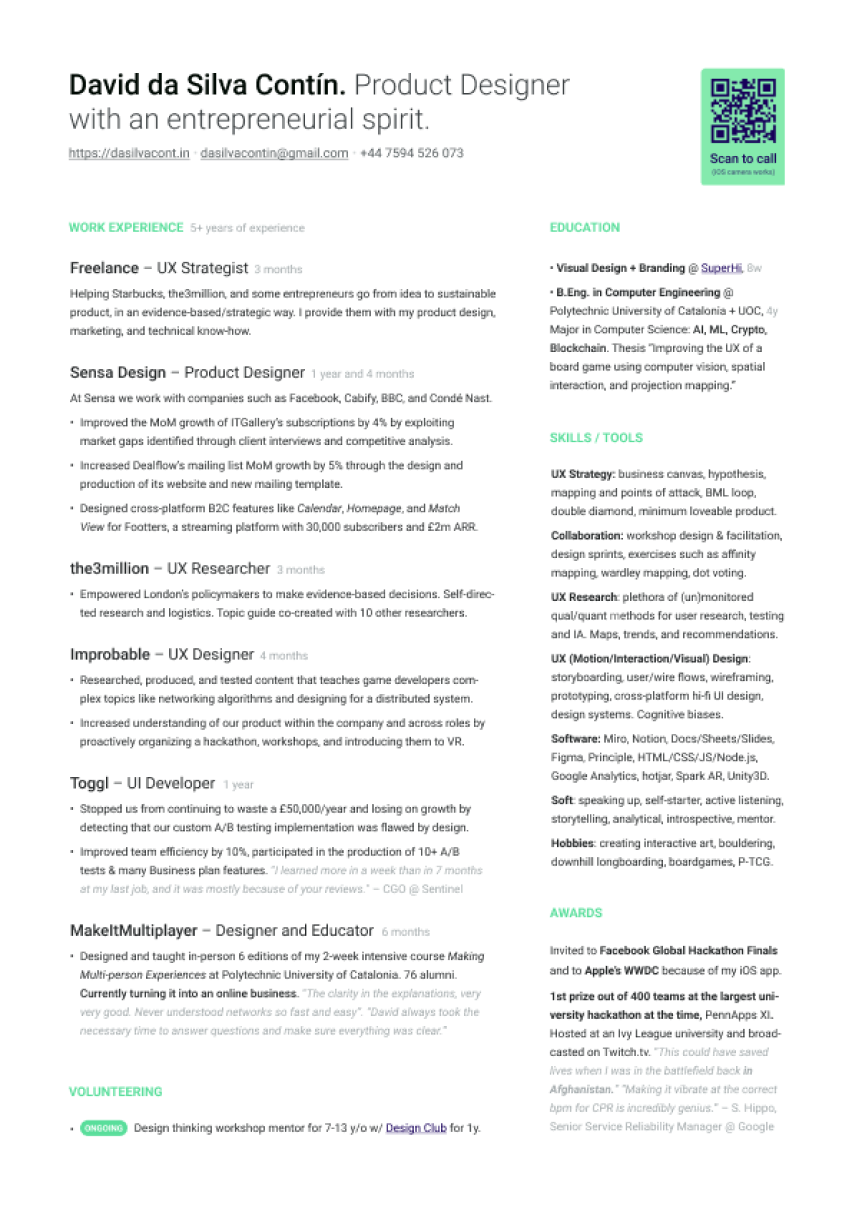 David da Silva Contín. Product Designer
with an entrepreneurial spirit.
https://dasilvacont.in · dasilvacontin@gmail.com · +44 7594 526 073
Scan to call
(iOS camera works)
WORK EXPERIENCE 5+ years of experience
Freelance – UX Strategist 3 months
Helping Starbucks, the3million, and some entrepreneurs go from idea to sustainable
product, in an evidence-based/strategic way. I provide them with my product design,
marketing, and technical know-how.
Sensa Design – Product Designer 1 year and 4 months
At Sensa we work with companies such as Facebook, Cabify, BBC, and Condé Nast.
• Improved the MoM growth of ITGallery's subscriptions by 4% by exploiting
market gaps identified through client interviews and competitive analysis.
• Increased Dealflow's mailing list MoM growth by 5% through the design and
production of its website and new mailing template.
• Designed cross-platform B2C features like Calendar, Homepage, and Match
View for Footters, a streaming platform with 30,000 subscribers and £2m ARR.
the3million – UX Researcher 3 months
• Empowered London's policymakers to make evidence-based decisions. Self-direc-
ted research and logistics. Topic guide co-created with 10 other researchers.
Improbable – UX Designer 4 months
• Researched, produced, and tested content that teaches game developers com-
plex topics like networking algorithms and designing for a distributed system.
• Increased understanding of our product within the company and across roles by
proactively organizing a hackathon, workshops, and introducing them to VR.
Toggl – UI Developer 1 year
• Stopped us from continuing to waste a £50,000/year and losing on growth by
detecting that our custom A/B testing implementation was flawed by design.
• Improved team efficiency by 10%, participated in the production of 10+ A/B
tests & many Business plan features. "I learned more in a week than in 7 months
at my last job, and it was mostly because of your reviews." – CGO @ Sentinel
MakeItMultiplayer – Designer and Educator 6 months
• Designed and taught in-person 6 editions of my 2-week intensive course Making
Multi-person Experiences at Polytechnic University of Catalonia. 76 alumni.
Currently turning it into an online business. "The clarity in the explanations, very
very good. Never understood networks so fast and easy". "David always took the
necessary time to answer questions and make sure everything was clear."
VOLUNTEERING
• ONGOING Design thinking workshop mentor for 7-13 y/o w/ Design Club for 1y.
EDUCATION
• Visual Design + Branding @ SuperHi, 8w
• B.Eng. in Computer Engineering @
Polytechnic University of Catalonia + UOC, 4y
Major in Computer Science: AI, ML, Crypto,
Blockchain. Thesis "Improving the UX of a
board game using computer vision, spatial
interaction, and projection mapping."
SKILLS / TOOLS
UX Strategy: business canvas, hypothesis,
mapping and points of attack, BML loop,
double diamond, minimum loveable product.
Collaboration: workshop design & facilitation,
design sprints, exercises such as affinity
mapping, wardley mapping, dot voting.
UX Research: plethora of (un)monitored
qual/quant methods for user research, testing
and IA. Maps, trends, and recommendations.
UX (Motion/Interaction/Visual) Design:
storyboarding, user/wire flows, wireframing,
prototyping, cross-platform hi-fi UI design,
design systems. Cognitive biases.
Software: Miro, Notion, Docs/Sheets/Slides,
Figma, Principle, HTML/CSS/JS/Node.js,
Google Analytics, hotjar, Spark AR, Unity3D.
Soft: speaking up, self-starter, active listening,
storytelling, analytical, introspective, mentor.
Hobbies: creating interactive art, bouldering,
downhill longboarding, boardgames, P-TCG.
AWARDS
Invited to Facebook Global Hackathon Finals
and to Apple's WWDC because of my iOS app.
1st prize out of 400 teams at the largest uni-
versity hackathon at the time, PennApps XI.
Hosted at an Ivy League university and broad-
casted on Twitch.tv. "This could have saved
lives when I was in the battlefield back in
Afghanistan." "Making it vibrate at the correct
bpm for CPR is incredibly genius." – S. Hippo,
Senior Service Reliability Manager @ Google